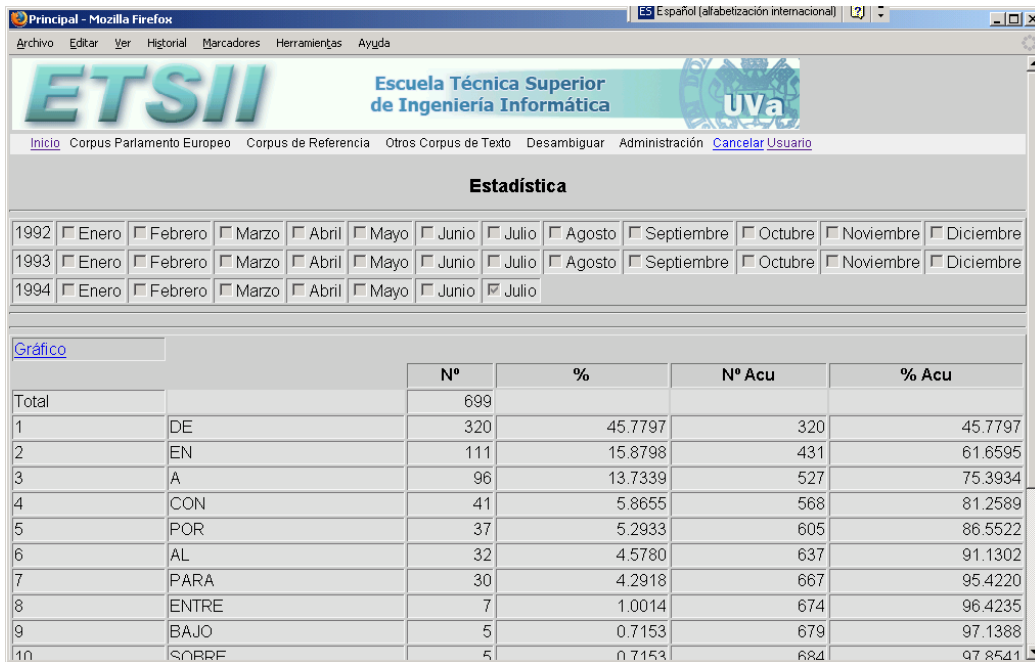 Principal - Mozilla Firefox
ES Español (alfabetización internacional)
Archivo Editar Ver Historial Marcadores Herramientas Ayuda
ETSII Escuela Técnica Superior de Ingeniería Informática UVa
Inicio Corpus Parlamento Europeo Corpus de Referencia Otros Corpus de Texto Desambiguar Administración Cancelar Usuario
Estadística
1992 Enero Febrero Marzo Abril Mayo Junio Julio Agosto Septiembre Octubre Noviembre Diciembre
1993 Enero Febrero Marzo Abril Mayo Junio Julio Agosto Septiembre Octubre Noviembre Diciembre
1994 Enero Febrero Marzo Abril Mayo Junio Julio
Gráfico
Nº % Nº Acu % Acu
Total 699
1 DE 320 45.7797 320 45.7797
2 EN 111 15.8798 431 61.6595
3 A 96 13.7339 527 75.3934
4 CON 41 5.8655 568 81.2589
5 POR 37 5.2933 605 86.5522
6 AL 32 4.5780 637 91.1302
7 PARA 30 4.2918 667 95.4220
8 ENTRE 7 1.0014 674 96.4235
9 BAJO 5 0.7153 679 97.1388
10 SOBRE 5 0.7153 684 97.8541